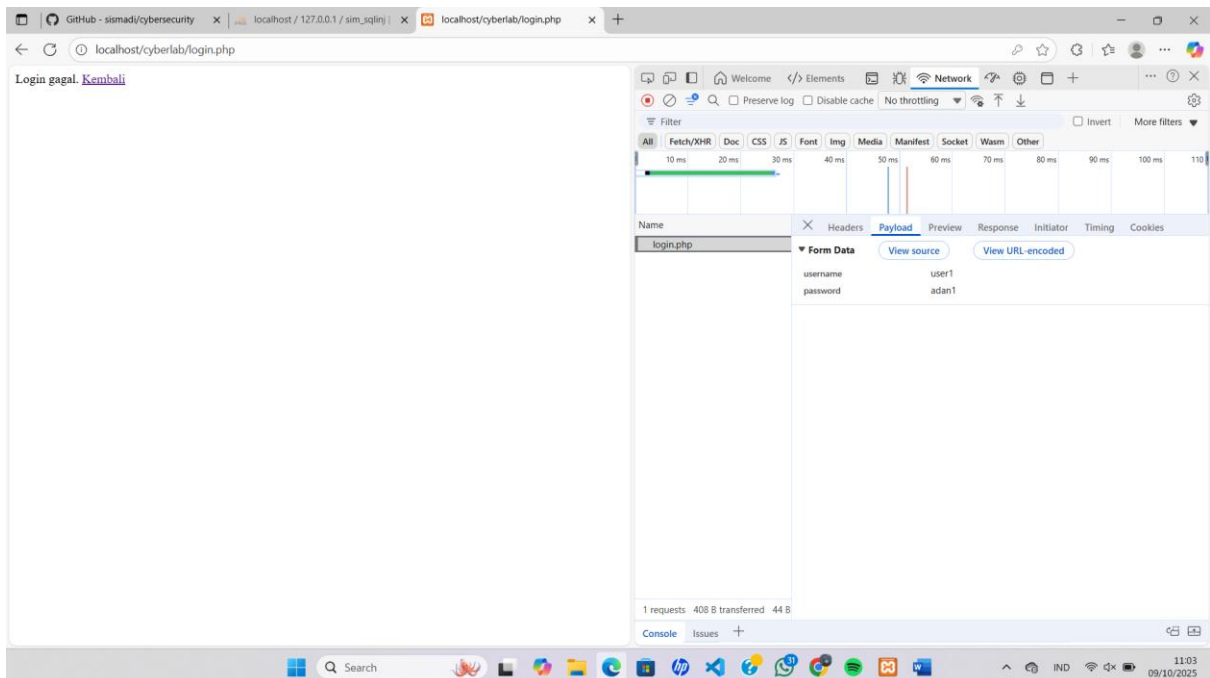 GitHub - sismadi/cybersecurity
localhost / 127.0.0.1 / sim_sqlinj |
localhost/cyberlab/login.php
localhost/cyberlab/login.php
Login gagal. Kembali
Welcome </> Elements Network
Preserve log Disable cache No throttling
Filter Invert More filters
All Fetch/XHR Doc CSS JS Font Img Media Manifest Socket Wasm Other
10 ms 20 ms 30 ms 40 ms 50 ms 60 ms 70 ms 80 ms 90 ms 100 ms 110
Name Headers Payload Preview Response Initiator Timing Cookies
login.php
Form Data View source View URL-encoded
username user1
password adan1
1 requests 408 B transferred 44 B
Console Issues
Search
IND
11:03
09/10/2025